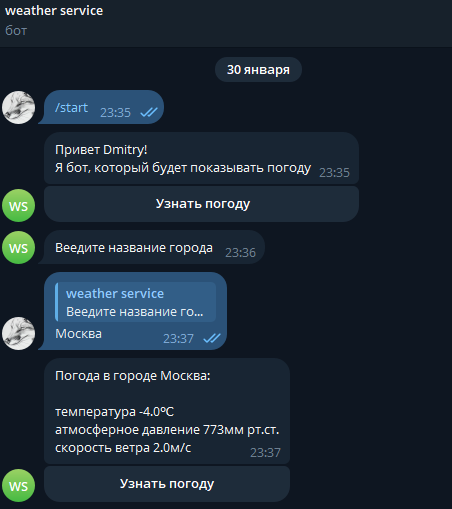 weather service
бот
30 января
/start 23:35
Привет Dmitry!
Я бот, который будет показывать погоду 23:35
Узнать погоду
WS
Веедите название города 23:36
WS
weather service
Веедите название го...
Москва 23:37
Погода в городе Москва:
температура -4.0ºC
атмосферное давление 773мм рт.ст.
скорость ветра 2.0м/с 23:37
Узнать погоду
WS